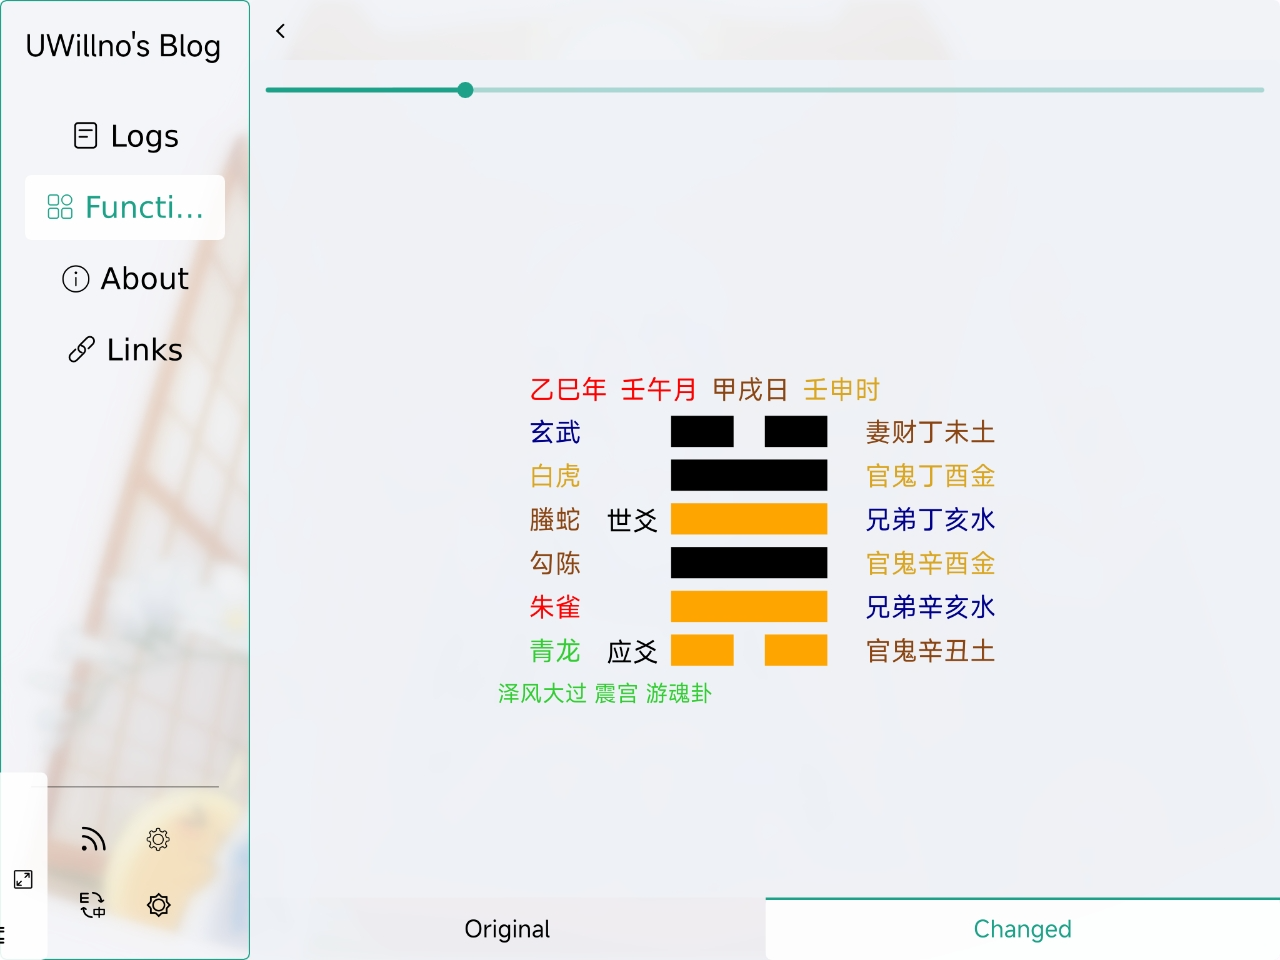 UWillno's Blog
Logs
Functi...
About
Links
乙巳年 壬午月 甲戌日 壬申时
玄武 妻财丁未土
白虎 官鬼丁酉金
螣蛇 世爻 兄弟丁亥水
勾陈 官鬼辛酉金
朱雀 兄弟辛亥水
青龙 应爻 官鬼辛丑土
泽风大过 震宫 游魂卦
Original
Changed